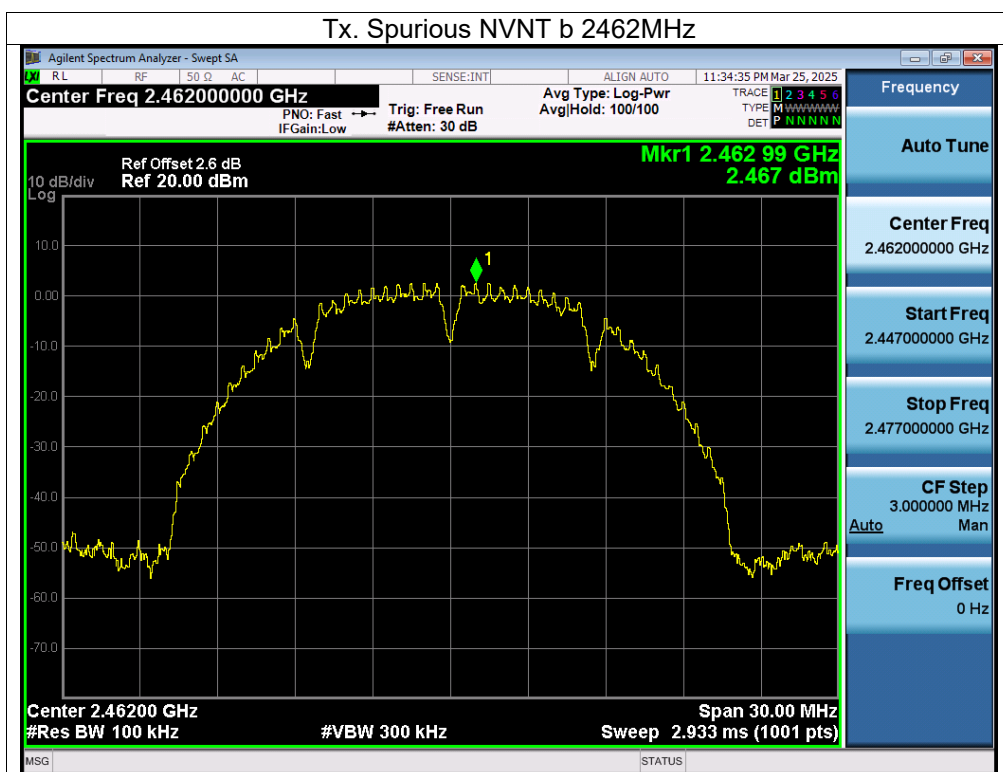 Tx. Spurious NVNT b 2462MHz
Agilent Spectrum Analyzer - Swept SA
LXI RL RF 50 Ω AC SENSE:INT ALIGN AUTO 11:34:35 PM Mar 25, 2025
Center Freq 2.462000000 GHz
PNO: Fast
IFGain:Low
Trig: Free Run
#Atten: 30 dB
Avg Type: Log-Pwr
Avg|Hold: 100/100
TRACE 1 2 3 4 5 6
TYPE M WWWWW
DET P N N N N N
Ref Offset 2.6 dB
10 dB/div Ref 20.00 dBm
Log
Mkr1 2.462 99 GHz
2.467 dBm
10.0
0.00
-10.0
-20.0
-30.0
-40.0
-50.0
-60.0
-70.0
1
Center 2.46200 GHz Span 30.00 MHz
#Res BW 100 kHz #VBW 300 kHz Sweep 2.933 ms (1001 pts)
MSG STATUS
Frequency
Auto Tune
Center Freq
2.462000000 GHz
Start Freq
2.447000000 GHz
Stop Freq
2.477000000 GHz
CF Step
3.000000 MHz
Auto Man
Freq Offset
0 Hz